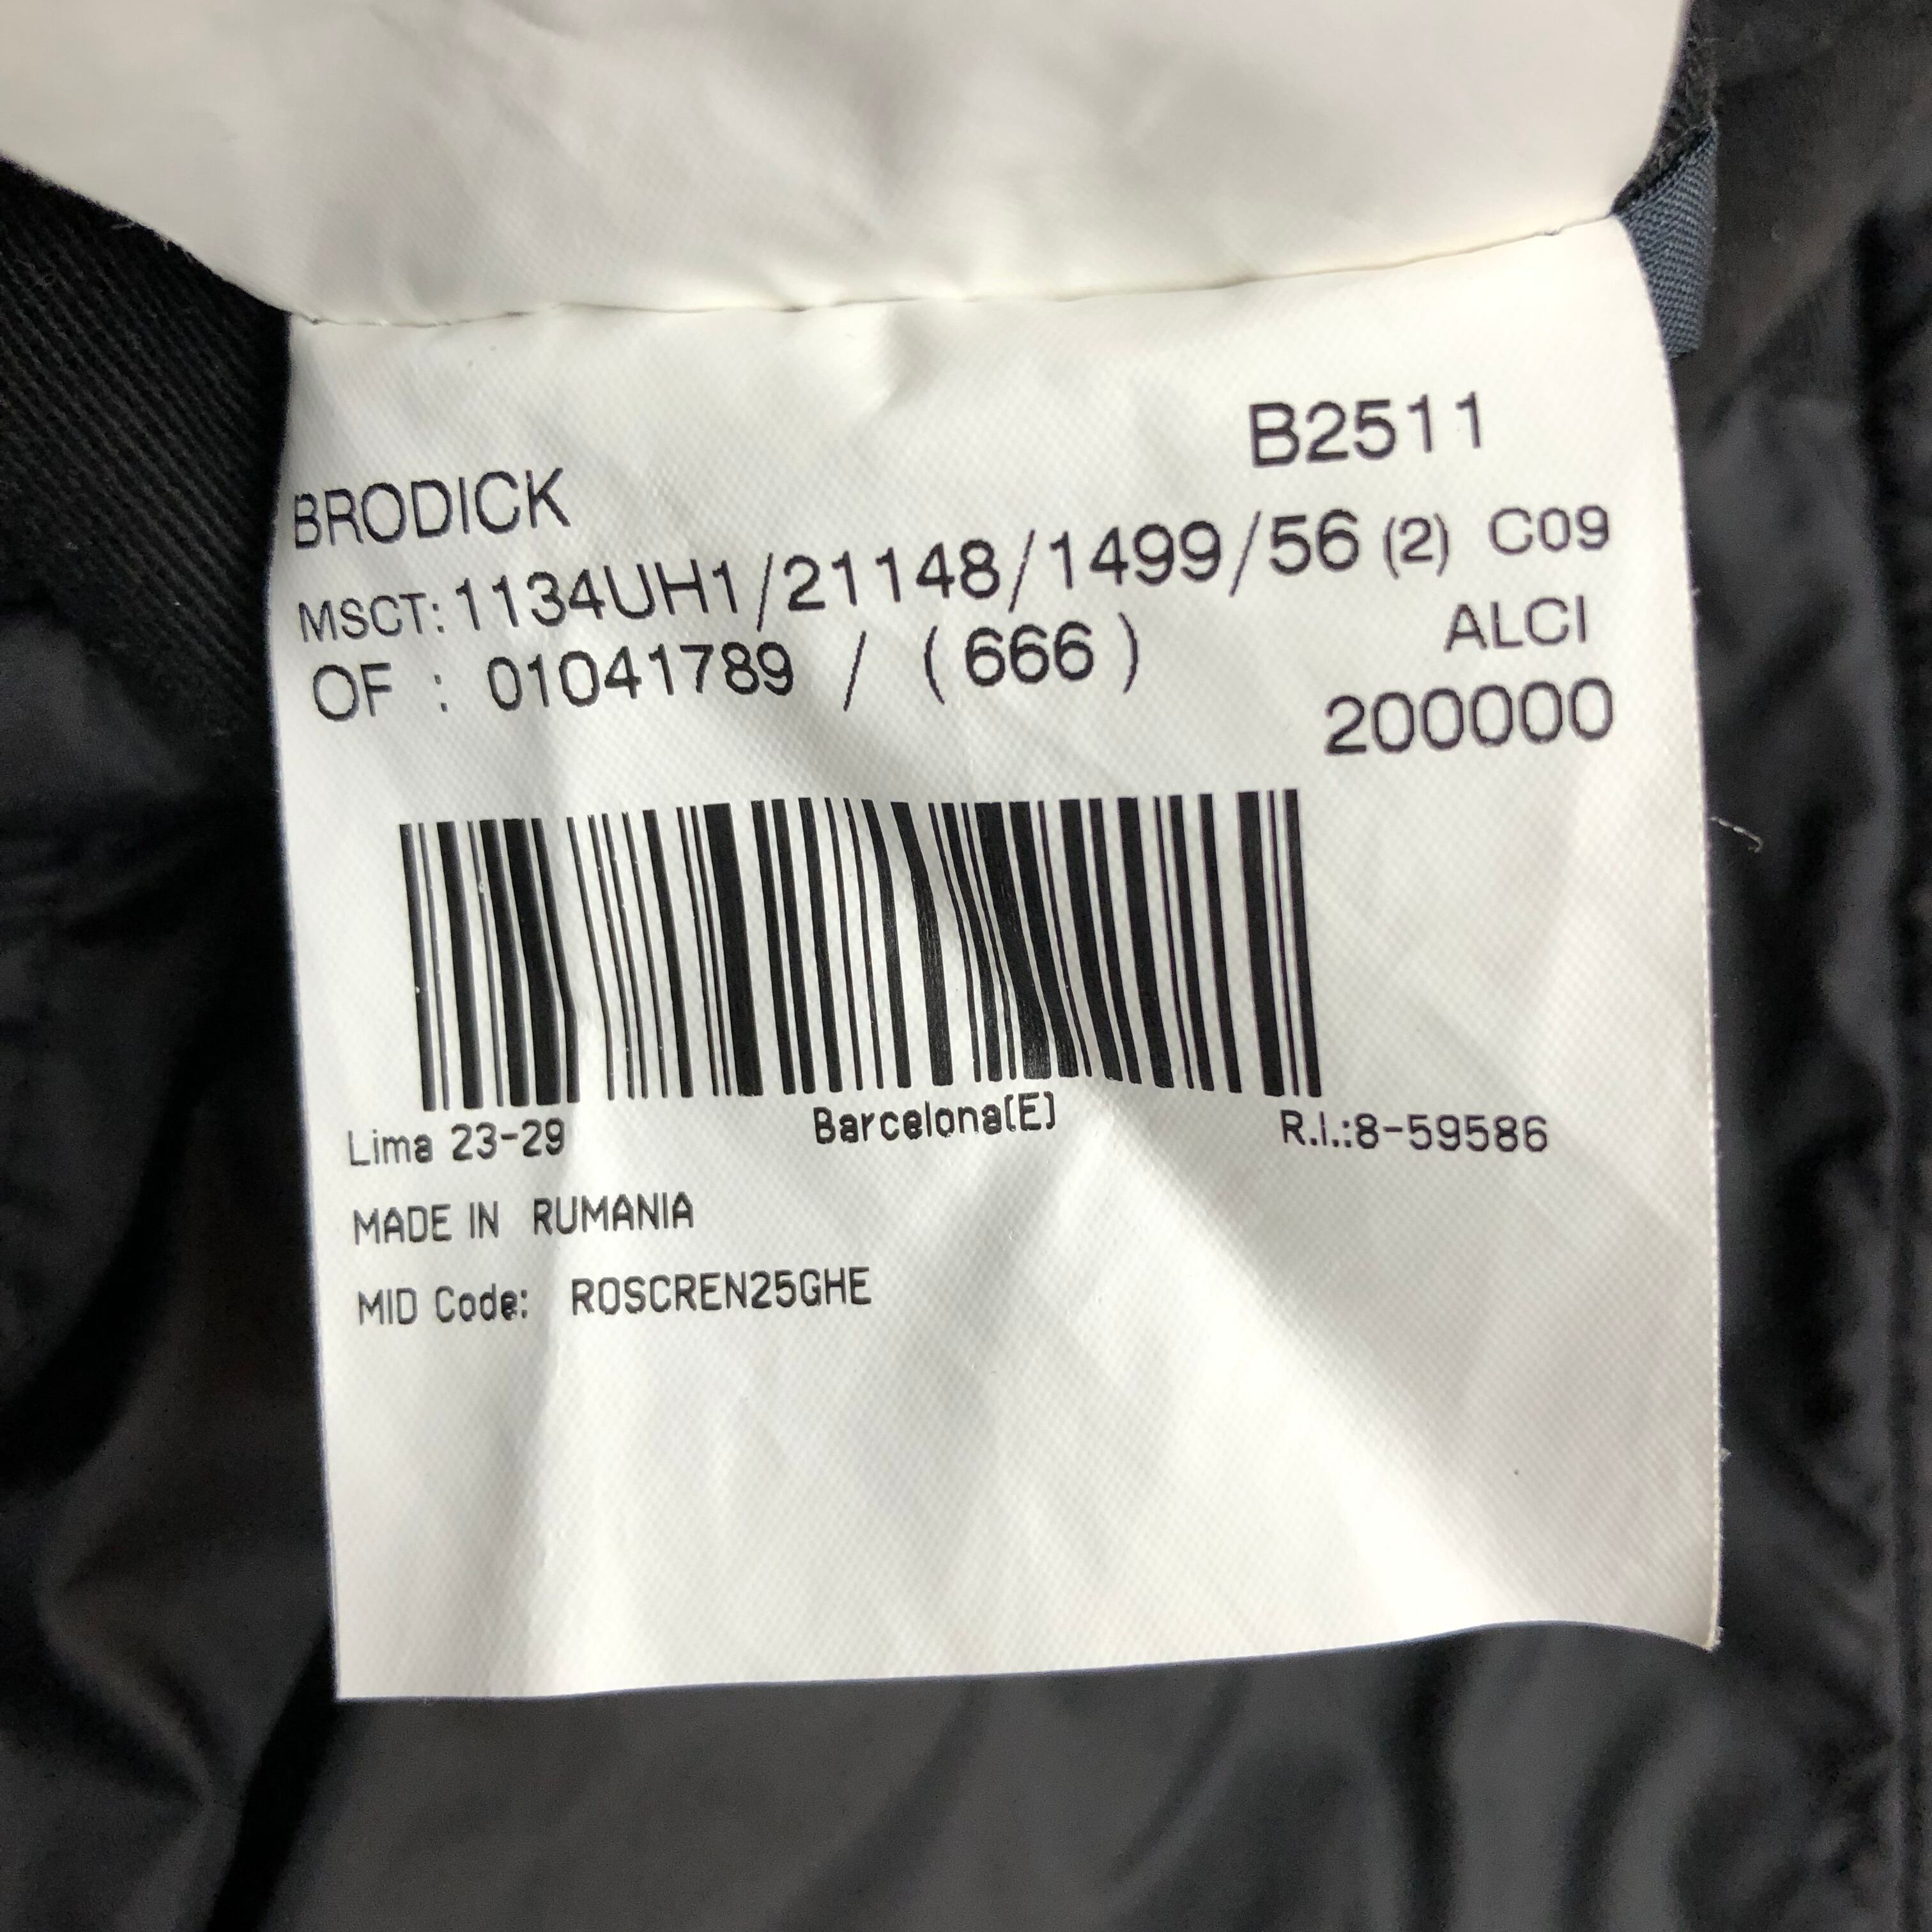 B2511
BRODICK
MSCT: 1134UH1/21148/1499/56 (2) C09
OF : 01041789 / (666) ALCI
200000
Lima 23-29 Barcelona(E) R.I.:8-59586
MADE IN RUMANIA
MID Code: ROSCREN25GHE